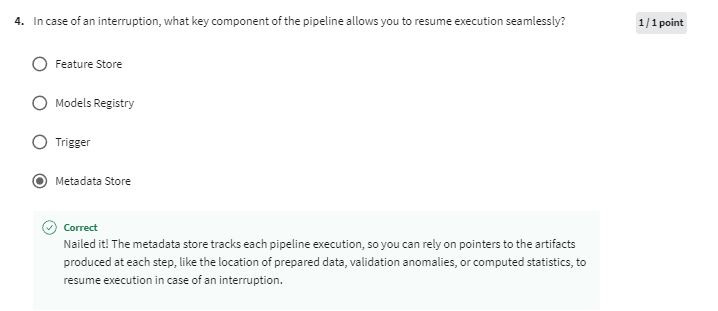 4. In case of an interruption, what key component of the pipeline allows you to resume execution seamlessly?
1 / 1 point
Feature Store
Models Registry
Trigger
Metadata Store
Correct
Nailed it! The metadata store tracks each pipeline execution, so you can rely on pointers to the artifacts
produced at each step, like the location of prepared data, validation anomalies, or computed statistics, to
resume execution in case of an interruption.